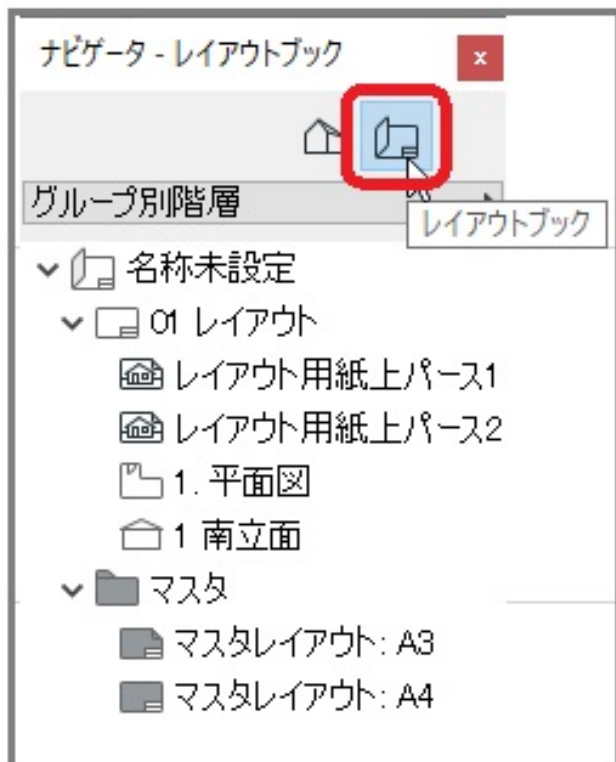 ナビゲータ - レイアウトブック
x
グループ別階層
レイアウトブック
名称未設定
01 レイアウト
レイアウト用紙上パース1
レイアウト用紙上パース2
1. 平面図
1 南立面
マスタ
マスタレイアウト: A3
マスタレイアウト: A4